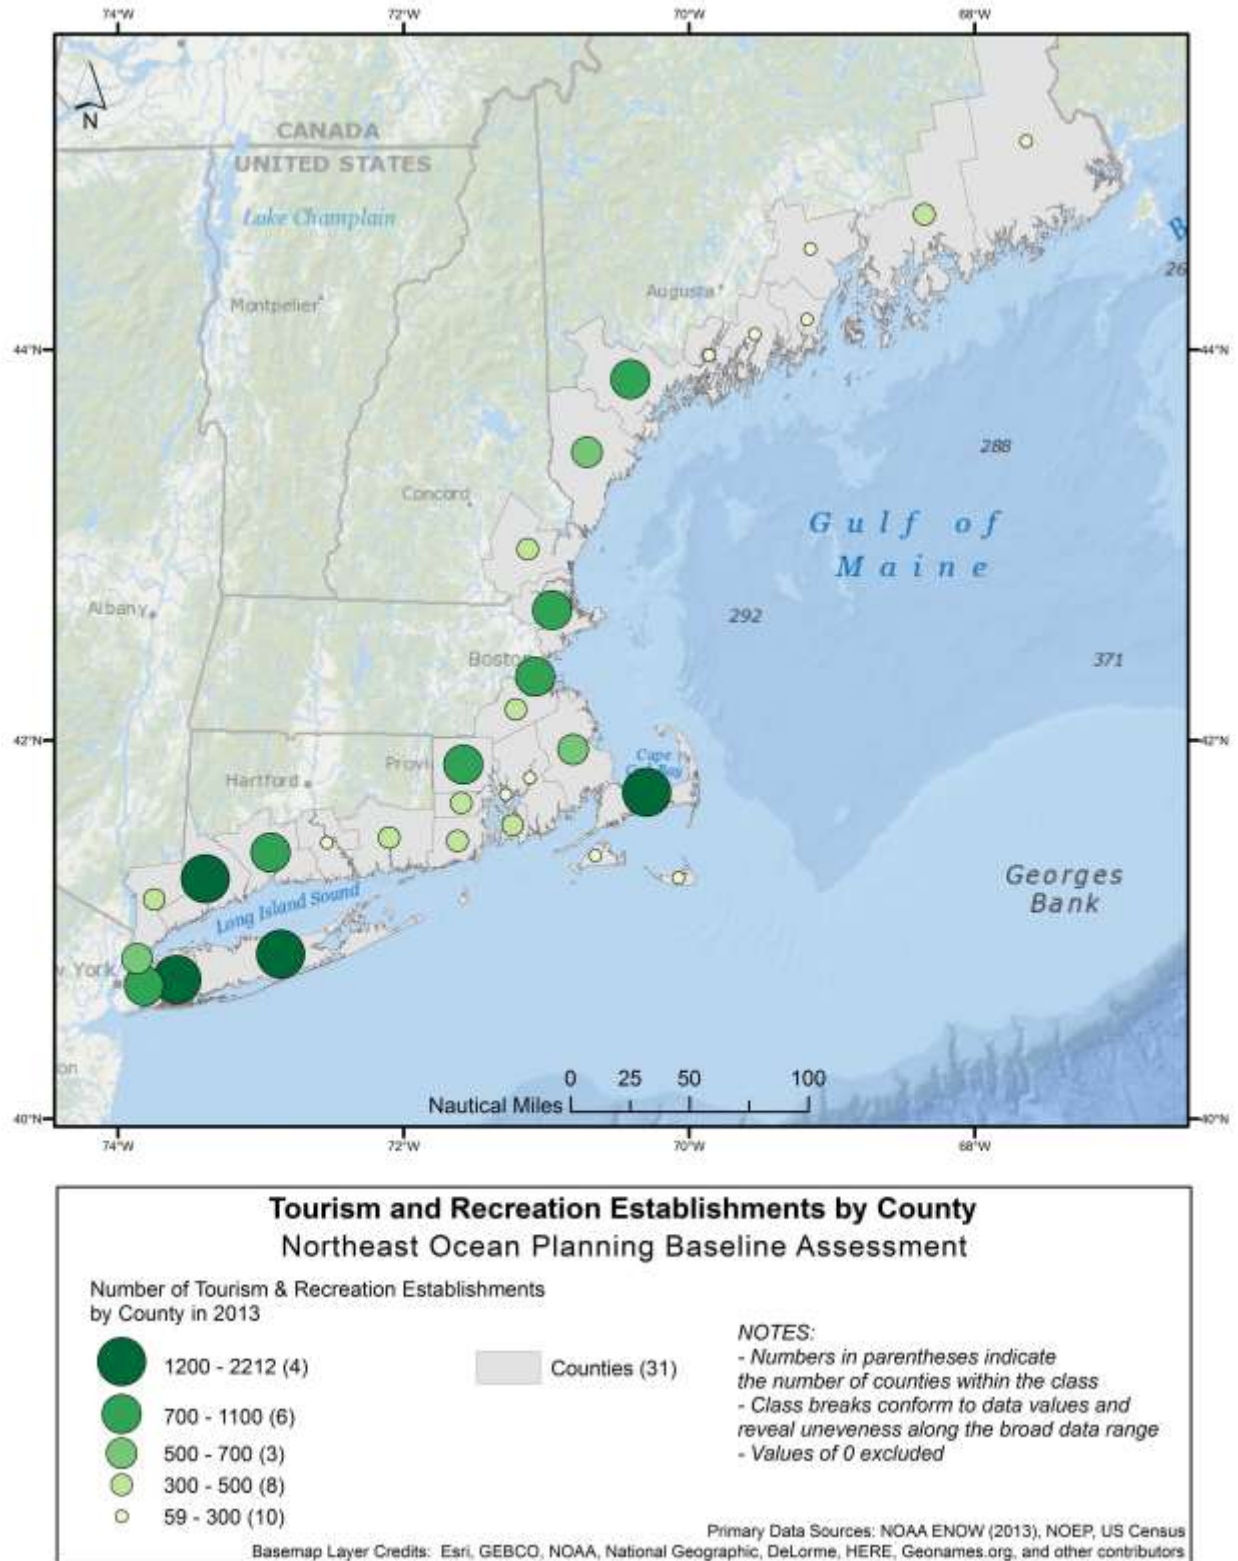 74°W 72°W 70°W 68°W
N
CANADA
UNITED STATES
Lake Champlain
B
26
Augusta
Montpelier
44°N 44°N
288
Concord
Gulf of
Maine
Albany
292
Boston
371
42°N 42°N
Cape
Bay
Provi
Hartford
Georges
Bank
Long Island Sound
w York
on
0 25 50 100
Nautical Miles
40°N 40°N
74°W 72°W 70°W 68°W
Tourism and Recreation Establishments by County
Northeast Ocean Planning Baseline Assessment
Number of Tourism & Recreation Establishments
by County in 2013
1200 - 2212 (4)
700 - 1100 (6)
500 - 700 (3)
300 - 500 (8)
59 - 300 (10)
Counties (31)
NOTES:
- Numbers in parentheses indicate
the number of counties within the class
- Class breaks conform to data values and
reveal uneveness along the broad data range
- Values of 0 excluded
Primary Data Sources: NOAA ENOW (2013), NOEP, US Census
Basemap Layer Credits: Esri, GEBCO, NOAA, National Geographic, DeLorme, HERE, Geonames.org, and other contributors